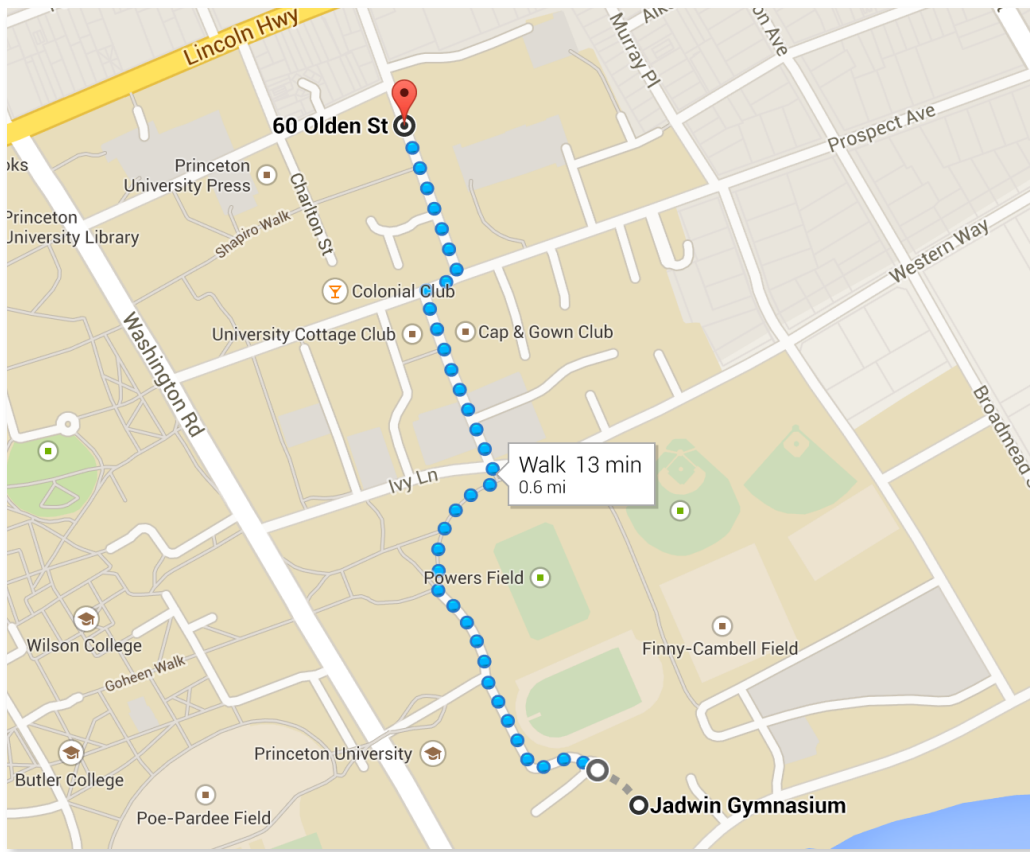 Lincoln Hwy
Murray Pl
Prospect Ave
60 Olden St
Princeton
University Press
Charlton St
Shapiro Walk
Princeton
University Library
Western Way
Colonial Club
University Cottage Club
Cap & Gown Club
Washington Rd
Broadmead
Walk 13 min
0.6 mi
Ivy Ln
Powers Field
Wilson College
Finny-Cambell Field
Goheen Walk
Princeton University
Butler College
Jadwin Gymnasium
Poe-Pardee Field